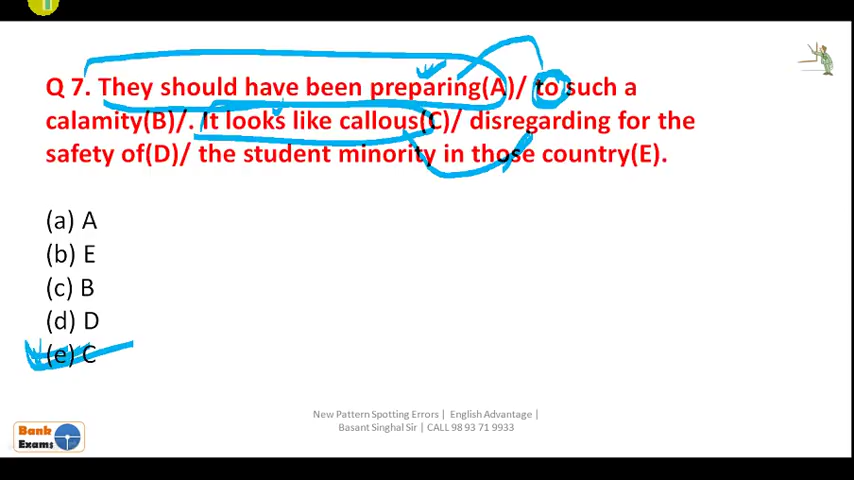 Q 7. They should have been preparing(A)/ to such a
calamity(B)/. It looks like callous(C)/ disregarding for the
safety of(D)/ the student minority in those country(E).
(a) A
(b) E
(c) B
(d) D
(e) C
New Pattern Spotting Errors | English Advantage |
Basant Singhal Sir | CALL 98 93 71 9933
Bank
Exams